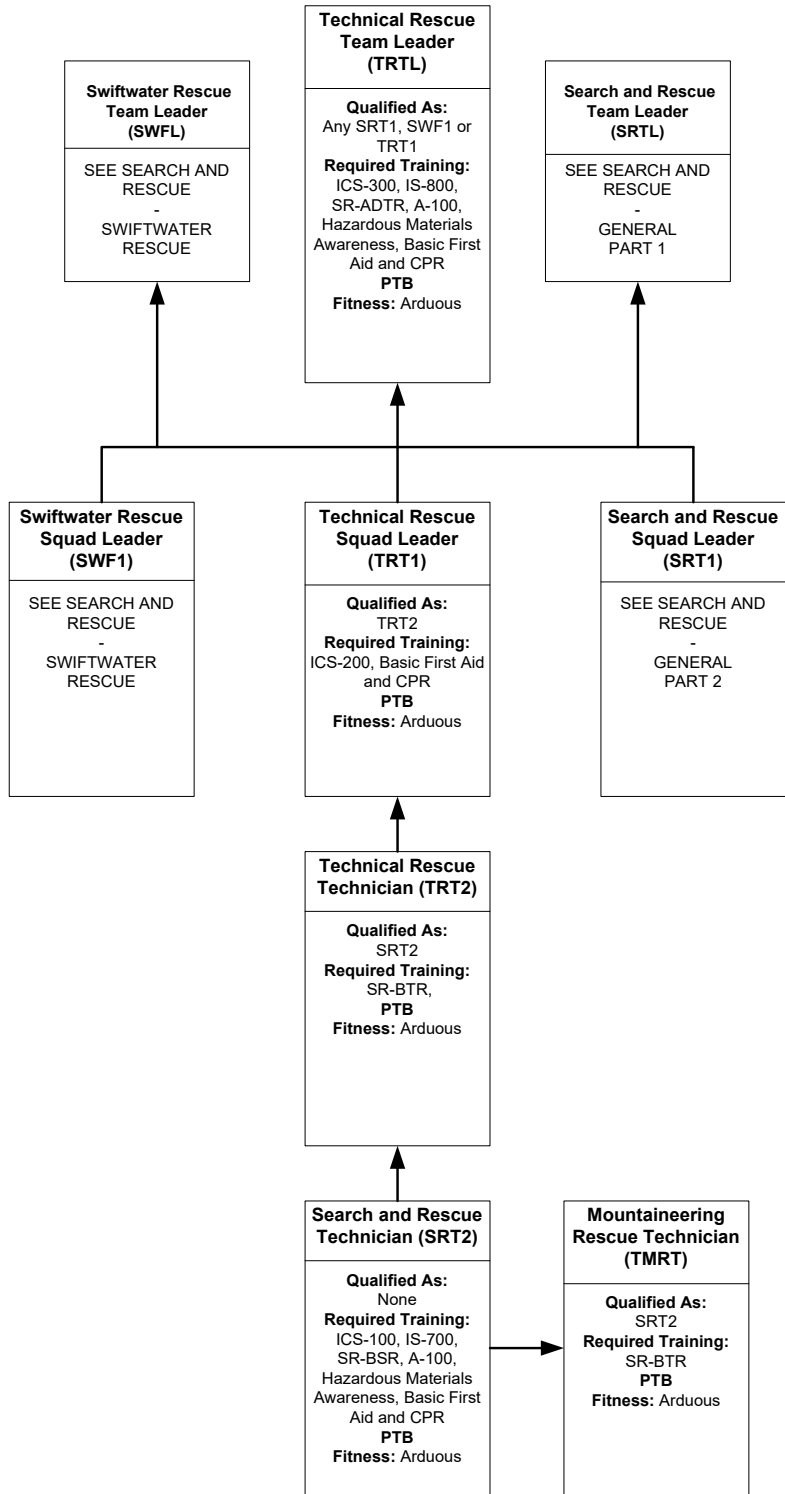 Technical Rescue
Team Leader
(TRTL)
Qualified As:
Any SRT1, SWF1 or
TRT1
Required Training:
ICS-300, IS-800,
SR-ADTR, A-100,
Hazardous Materials
Awareness, Basic First
Aid and CPR
PTB
Fitness: Arduous
Swiftwater Rescue
Team Leader
(SWFL)
SEE SEARCH AND
RESCUE
-
SWIFTWATER
RESCUE
Search and Rescue
Team Leader
(SRTL)
SEE SEARCH AND
RESCUE
-
GENERAL
PART 1
Swiftwater Rescue
Squad Leader
(SWF1)
SEE SEARCH AND
RESCUE
-
SWIFTWATER
RESCUE
Technical Rescue
Squad Leader
(TRT1)
Qualified As:
TRT2
Required Training:
ICS-200, Basic First Aid
and CPR
PTB
Fitness: Arduous
Search and Rescue
Squad Leader
(SRT1)
SEE SEARCH AND
RESCUE
-
GENERAL
PART 2
Technical Rescue
Technician (TRT2)
Qualified As:
SRT2
Required Training:
SR-BTR,
PTB
Fitness: Arduous
Search and Rescue
Technician (SRT2)
Qualified As:
None
Required Training:
ICS-100, IS-700,
SR-BSR, A-100,
Hazardous Materials
Awareness, Basic First
Aid and CPR
PTB
Fitness: Arduous
Mountaineering
Rescue Technician
(TMRT)
Qualified As:
SRT2
Required Training:
SR-BTR
PTB
Fitness: Arduous